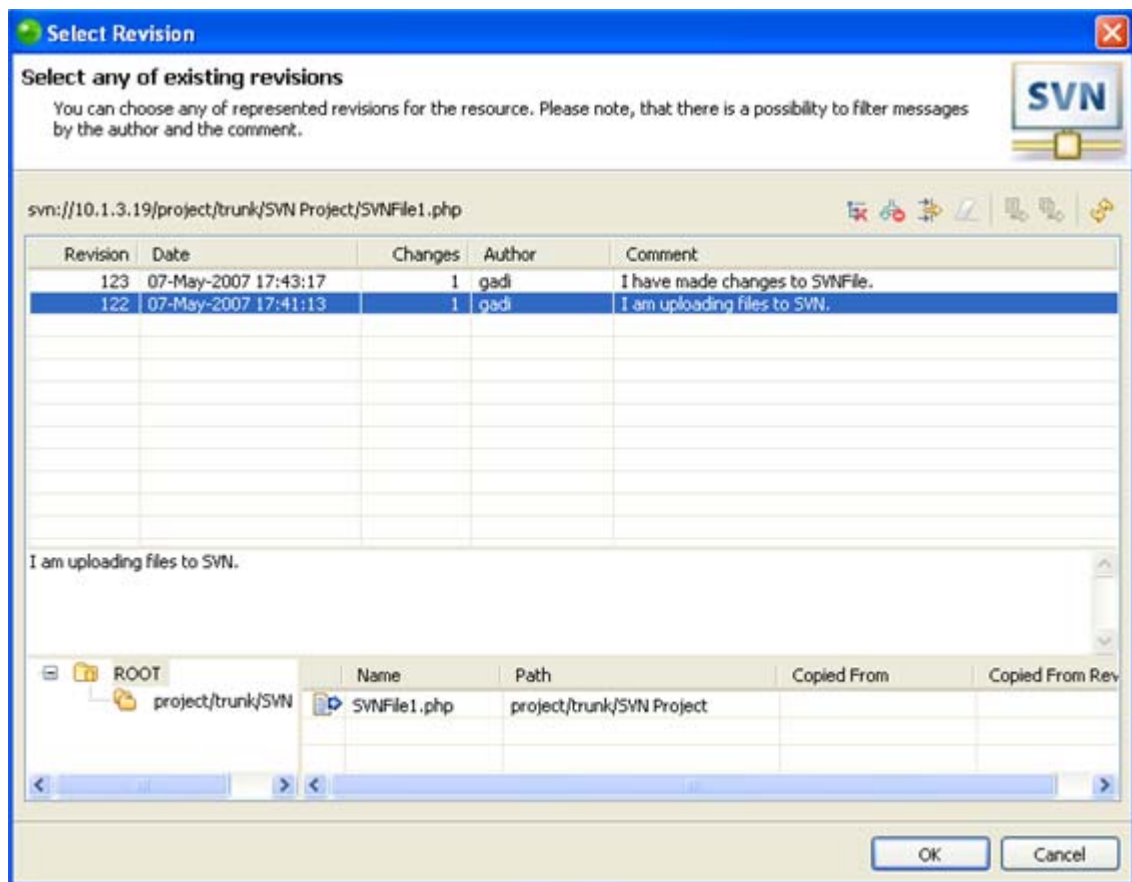 Select Revision
Select any of existing revisions
You can choose any of represented revisions for the resource. Please note, that there is a possibility to filter messages
by the author and the comment.
SVN
svn://10.1.3.19/project/trunk/SVN Project/SVNFile1.php
Revision Date Changes Author Comment
123 07-May-2007 17:43:17 1 gadi I have made changes to SVNFile.
122 07-May-2007 17:41:13 1 gadi I am uploading files to SVN.
I am uploading files to SVN.
ROOT Name Path Copied From Copied From Rev
project/trunk/SVN SVNFile1.php project/trunk/SVN Project
OK Cancel